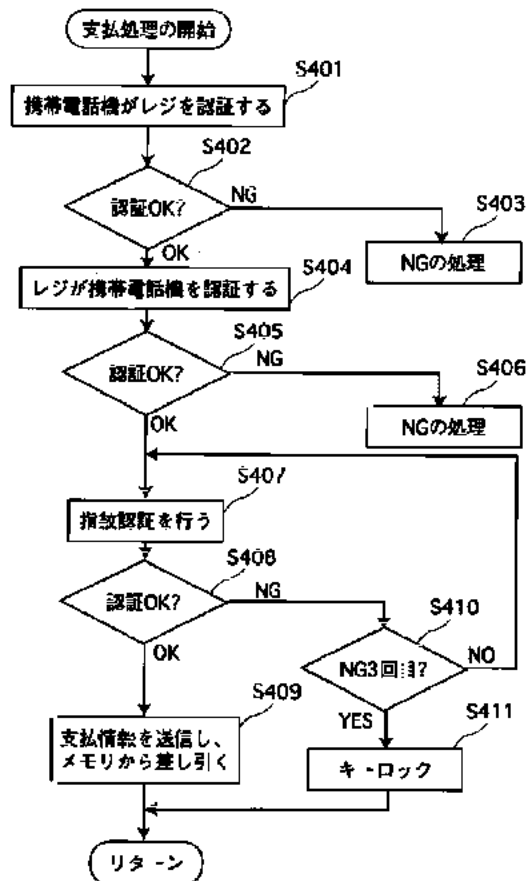 支払処理の開始
S401
携帯電話機がレジを認証する
S402
認証OK?
NG
S403
NGの処理
OK
S404
レジが携帯電話機を認証する
S405
認証OK?
NG
S406
NGの処理
OK
S407
指紋認証を行う
S408
認証OK?
NG
S410
OK
NG3回目?
NO
S409
YES
S411
支払情報を送信し、
メモリから差し引く
キーロック
リターン